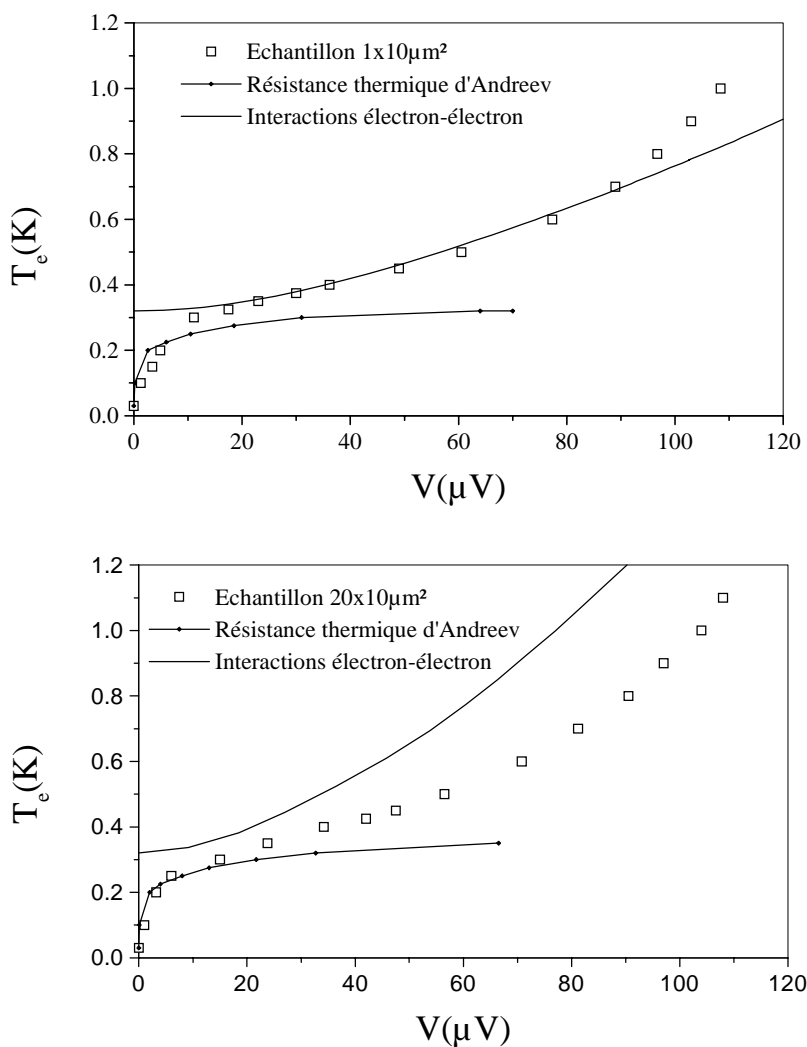 1.2
1.0
0.8
0.6
0.4
0.2
0.0
T_e(K)
Echantillon 1x10µm²
Résistance thermique d'Andreev
Interactions électron-électron
0 20 40 60 80 100 120
V(µV)
1.2
1.0
0.8
0.6
0.4
0.2
0.0
T_e(K)
Echantillon 20x10µm²
Résistance thermique d'Andreev
Interactions électron-électron
0 20 40 60 80 100 120
V(µV)